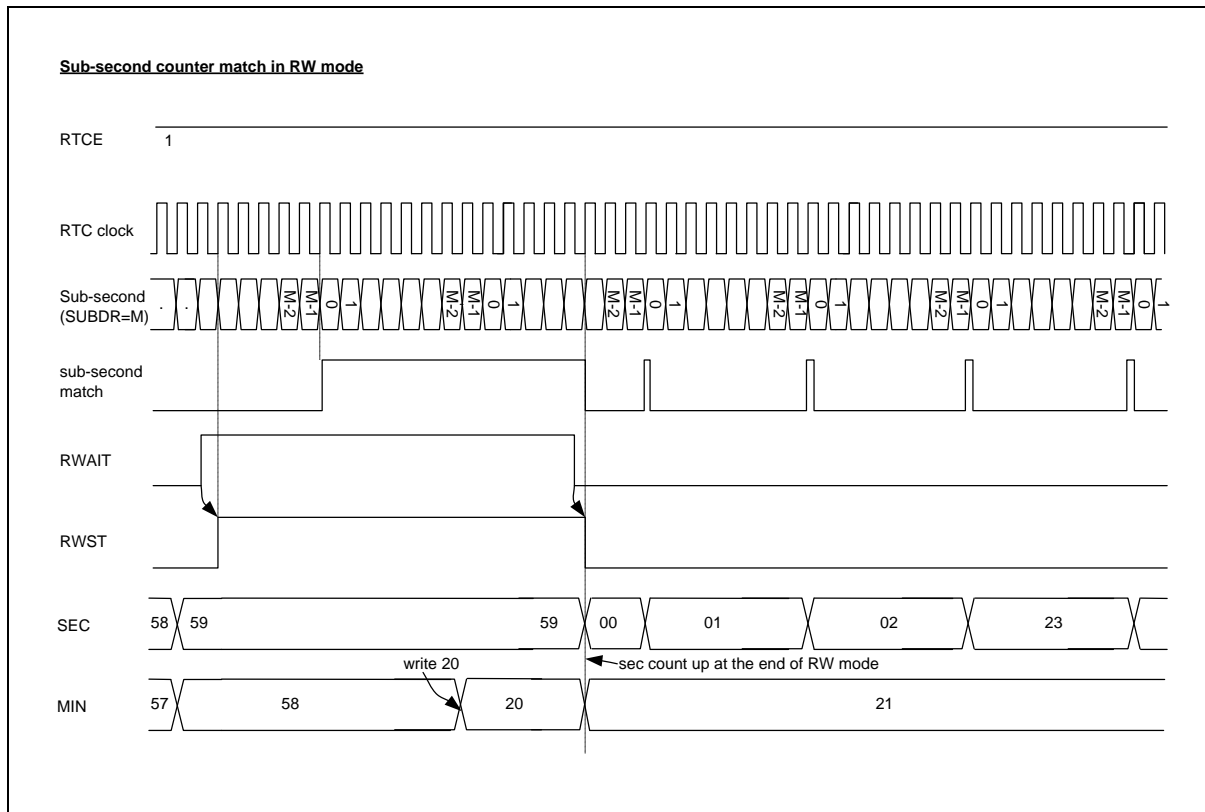 Sub-second counter match in RW mode
RTCE
1
RTC clock
Sub-second
(SUBDR=M)
. . M-2 M-1 0 1 M-2 M-1 0 1 M-2 M-1 0 1 M-2 M-1 0 1 M-2 M-1 0 1 M-2 M-1 0 1
sub-second
match
RWAIT
RWST
SEC
58 59 59 00 01 02 23
write 20
sec count up at the end of RW mode
MIN
57 58 20 21